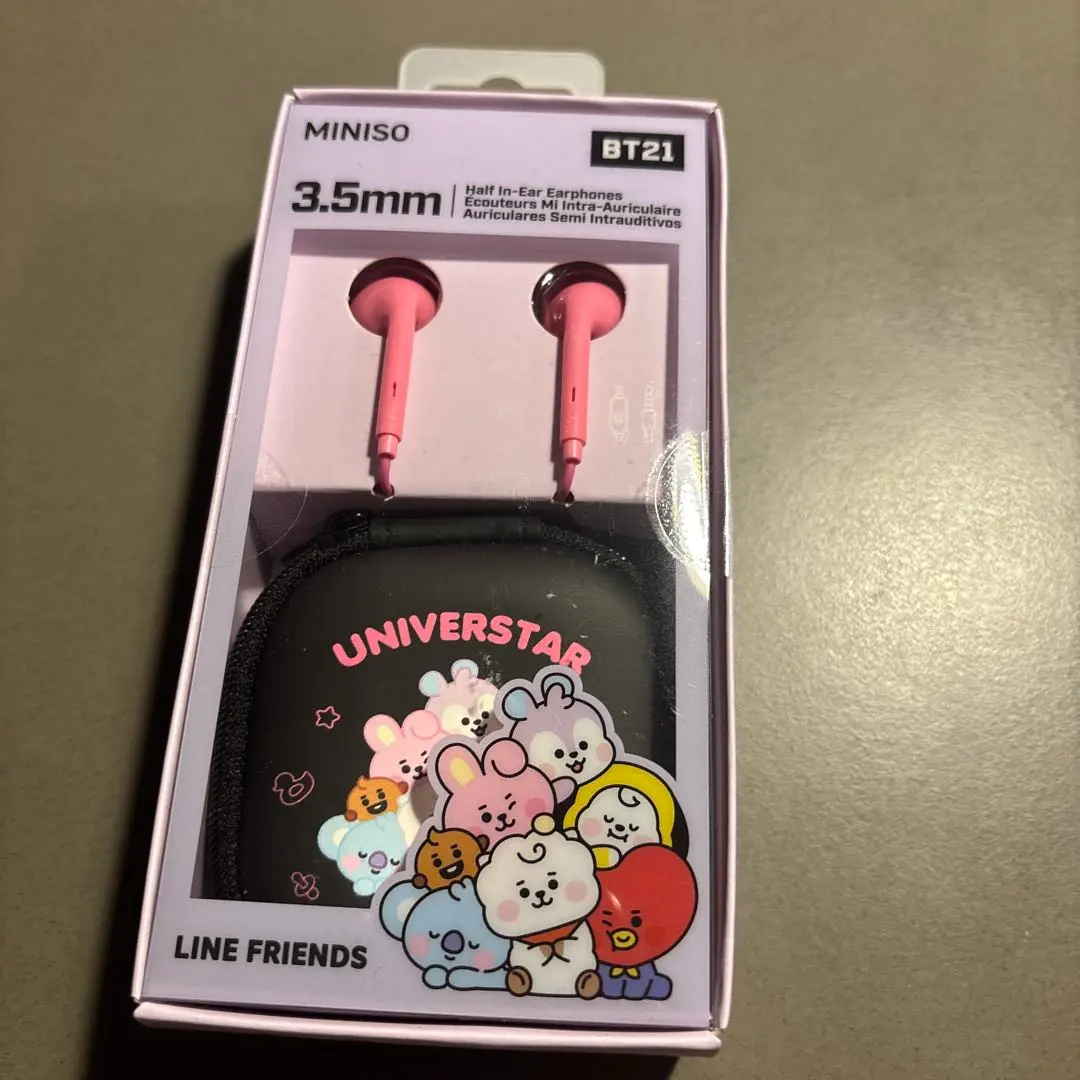 MINISO
BT21
3.5mm
Half In-Ear Earphones
Écouteurs Mi Intra-Auriculaire
Auriculares Semi Intrauditivos
UNIVERSTAR
LINE FRIENDS